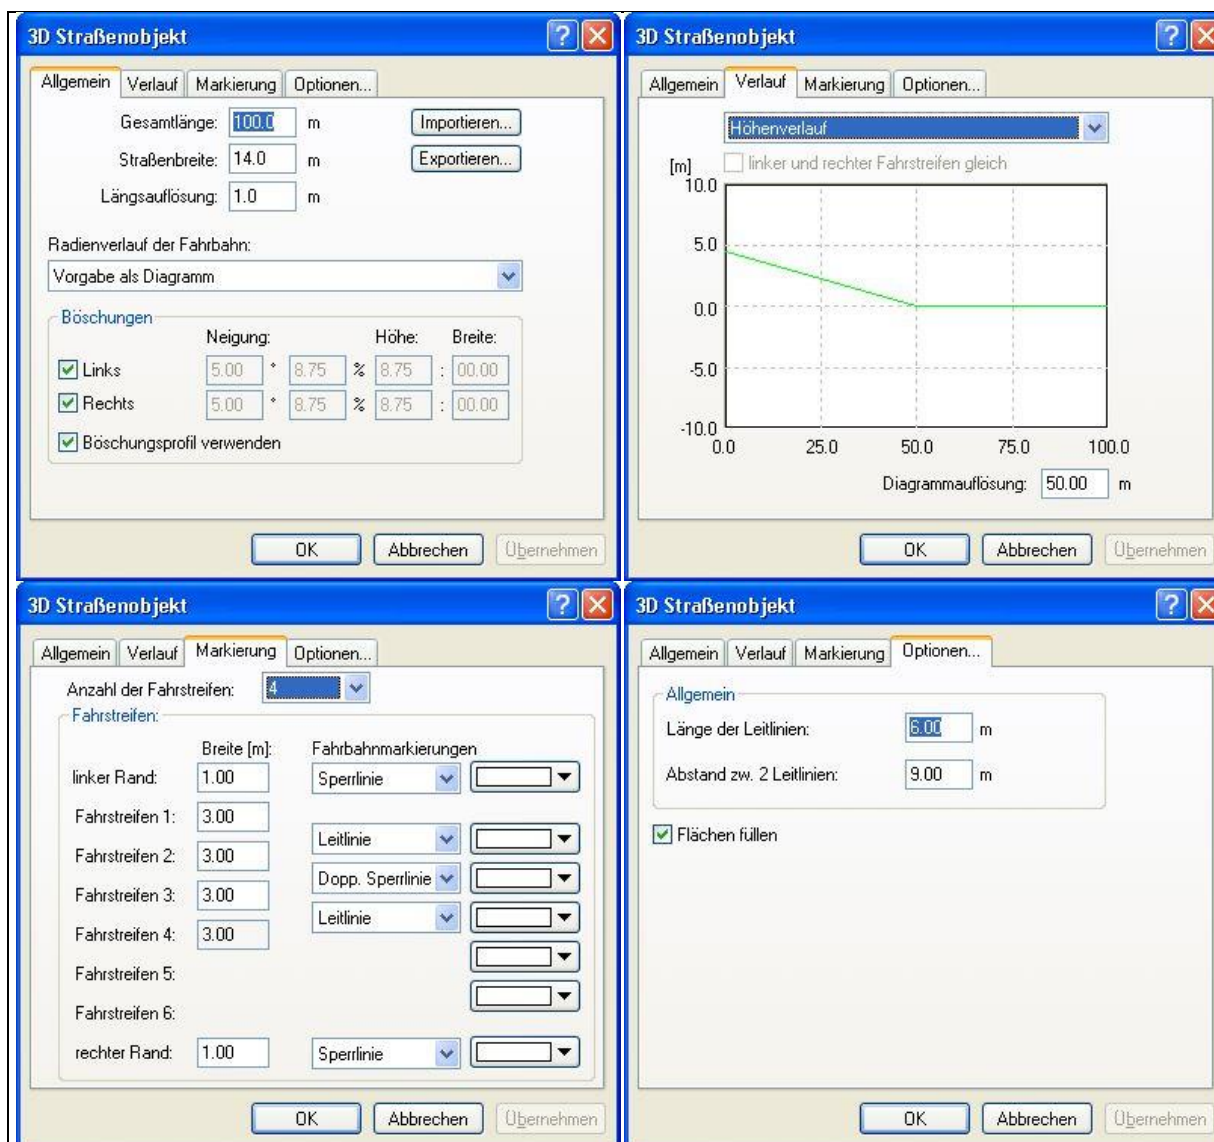 3D Straßenobjekt
Allgemein Verlauf Markierung Optionen...
Gesamtlänge: 100.0 m Importieren...
Straßenbreite: 14.0 m Exportieren...
Längsauflösung: 1.0 m
Radienverlauf der Fahrbahn:
Vorgabe als Diagramm
Böschungen
Neigung: Höhe: Breite:
Links 5.00 ° 8.75 % 8.75 : 00.00
Rechts 5.00 ° 8.75 % 8.75 : 00.00
Böschungsprofil verwenden
OK Abbrechen Übernehmen
3D Straßenobjekt
Allgemein Verlauf Markierung Optionen...
Höhenverlauf
linker und rechter Fahrstreifen gleich
[m]
10.0
5.0
0.0
-5.0
-10.0
0.0 25.0 50.0 75.0 100.0
Diagrammauflösung: 50.00 m
OK Abbrechen Übernehmen
3D Straßenobjekt
Allgemein Verlauf Markierung Optionen...
Anzahl der Fahrstreifen: 4
Fahrstreifen:
Breite [m]: Fahrbahnmarkierungen
linker Rand: 1.00 Sperrlinie
Fahrstreifen 1: 3.00
Leitlinie
Fahrstreifen 2: 3.00
Dopp. Sperrlinie
Fahrstreifen 3: 3.00
Leitlinie
Fahrstreifen 4: 3.00
Fahrstreifen 5:
Fahrstreifen 6:
rechter Rand: 1.00 Sperrlinie
OK Abbrechen Übernehmen
3D Straßenobjekt
Allgemein Verlauf Markierung Optionen...
Allgemein
Länge der Leitlinien: 6.00 m
Abstand zw. 2 Leitlinien: 9.00 m
Flächen füllen
OK Abbrechen Übernehmen